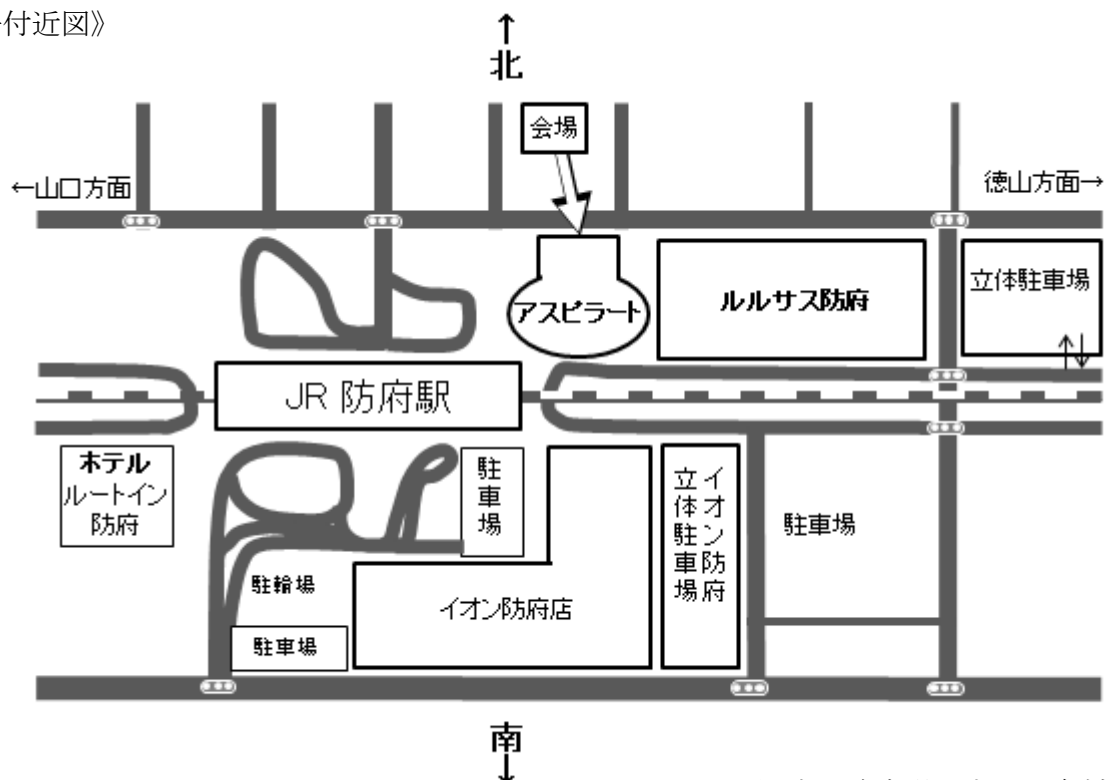 付近図》
北
会場
←山口方面
徳山方面→
アスピラート
ルルサス防府
立体駐車場
JR 防府駅
ホテル
ルートイン
防府
駐車場
イオン防府
立体駐車場
駐車場
駐輪場
イオン防府店
駐車場
南